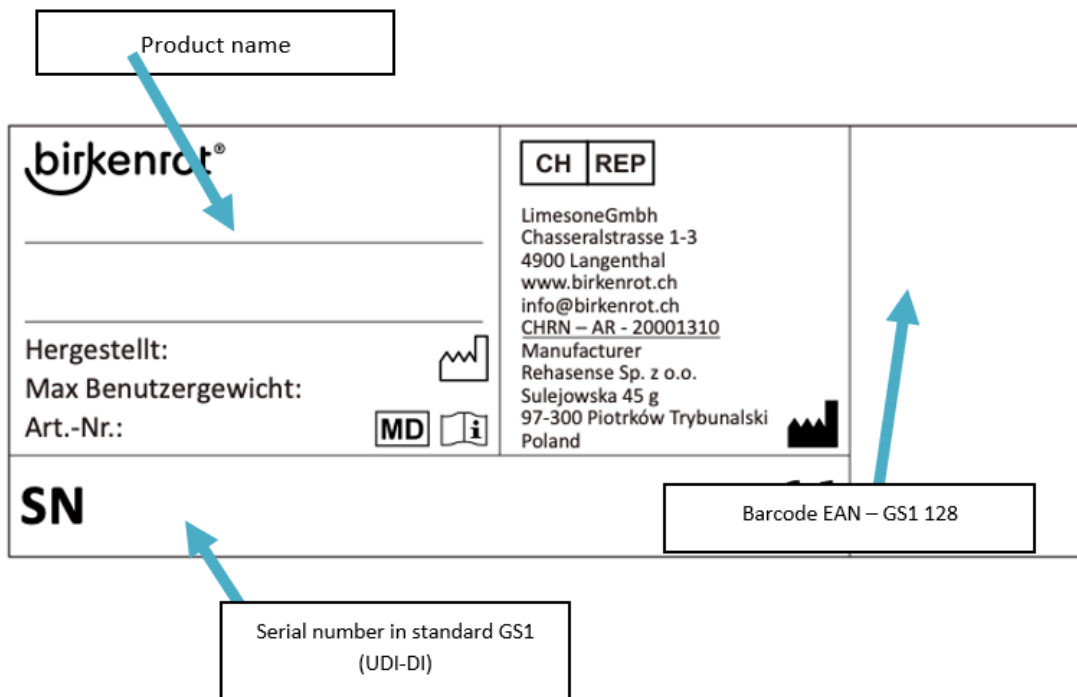 Product name
birkenrot®
Hergestellt:
Max Benutzergewicht:
Art.-Nr.:
MD
i
CH REP
LimesoneGmbh
Chasseralstrasse 1-3
4900 Langenthal
www.birkenrot.ch
info@birkenrot.ch
CHRN – AR - 20001310
Manufacturer
Rehasense Sp. z o.o.
Sulejowska 45 g
97-300 Piotrków Trybunalski
Poland
SN
Barcode EAN – GS1 128
Serial number in standard GS1
(UDI-DI)